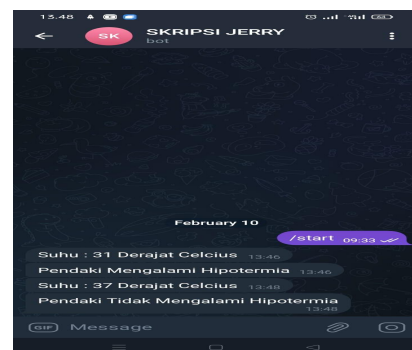 13.48
SKRIPSI JERRY
SK
bot
February 10
/start 09:33
Suhu : 31 Derajat Celcius 13:46
Pendaki Mengalami Hipotermia 13:46
Suhu : 37 Derajat Celcius 13:48
Pendaki Tidak Mengalami Hipotermia
13:48
GIF Message